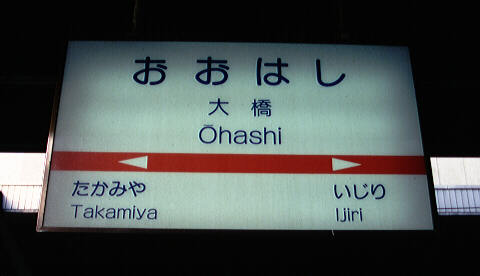 おおはし
大橋
Ōhashi
たかみや いじり
Takamiya Ijiri